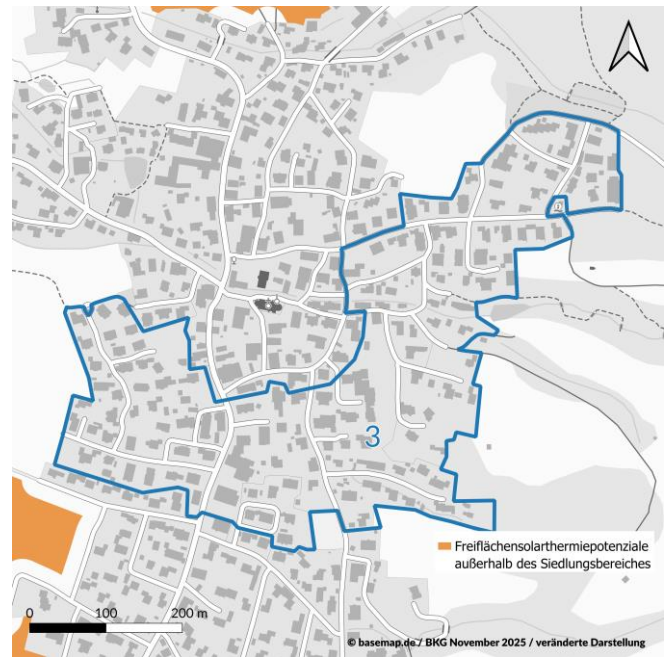 3
Freiflächensolarthermiepotenziale
außerhalb des Siedlungsbereiches
0 100 200 m
© basemap.de / BKG November 2025 / veränderte Darstellung